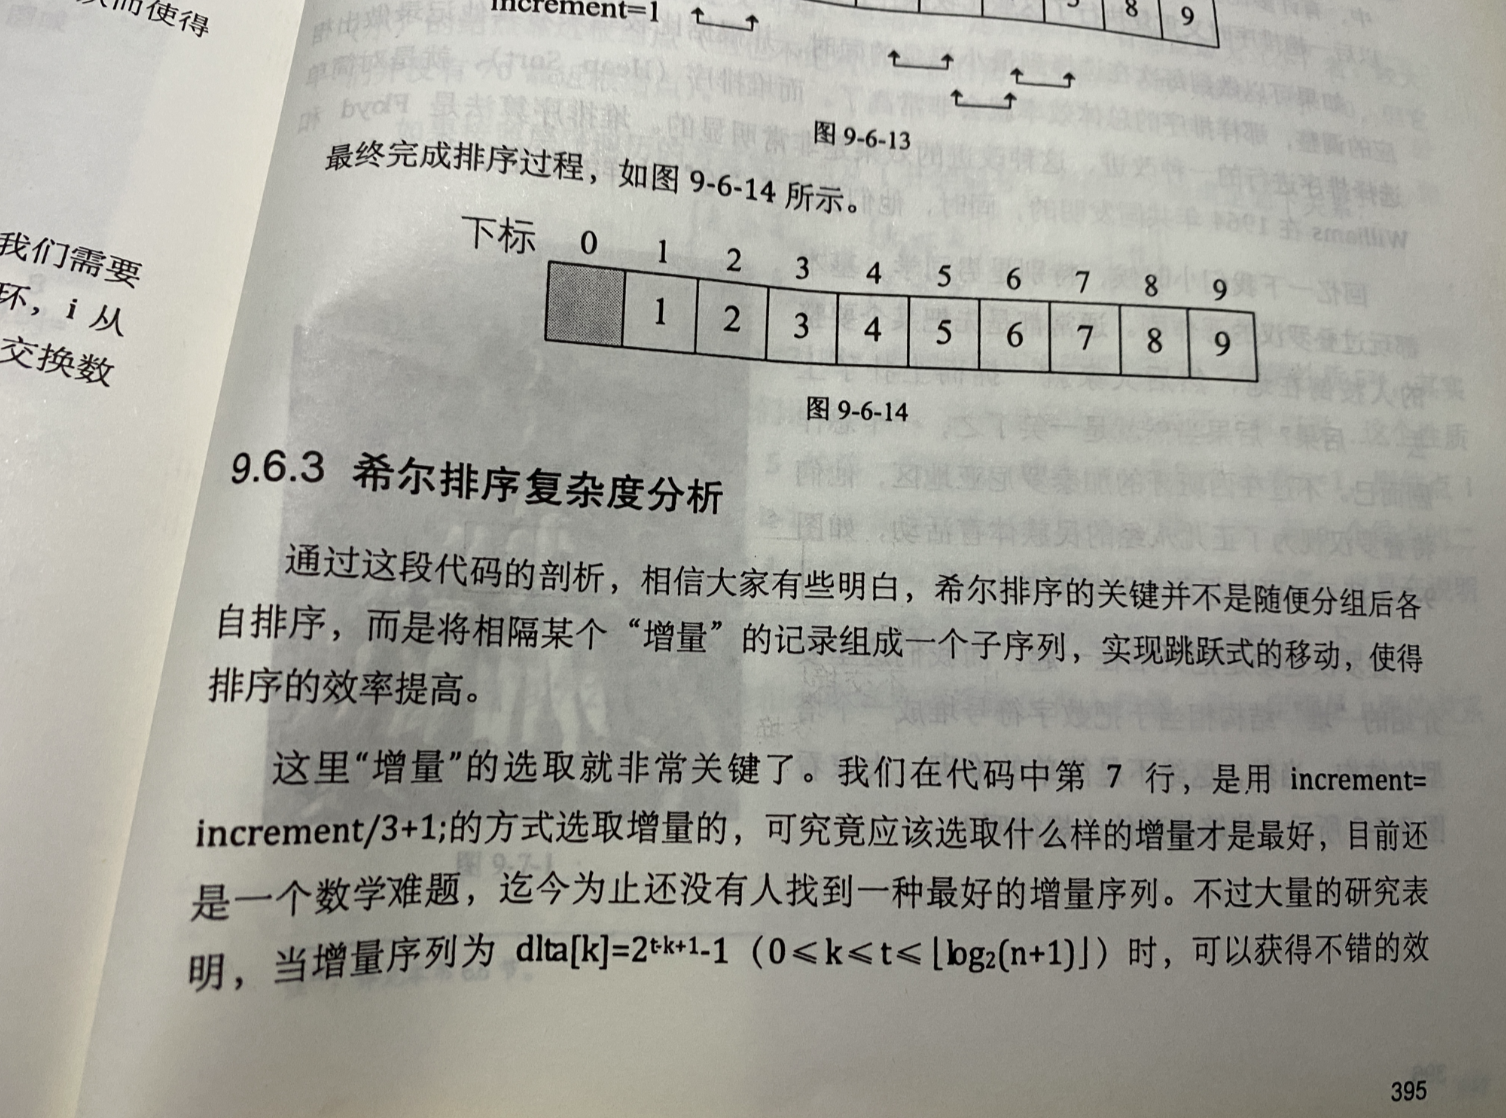 从而使得
我们需要
环，i 从
交换数
increment=1
8 9
图 9-6-13
最终完成排序过程，如图 9-6-14 所示。
下标 0 1 2 3 4 5 6 7 8 9
1 2 3 4 5 6 7 8 9
图 9-6-14
9.6.3 希尔排序复杂度分析
通过这段代码的剖析，相信大家有些明白，希尔排序的关键并不是随便分组后各
自排序，而是将相隔某个“增量”的记录组成一个子序列，实现跳跃式的移动，使得
排序的效率提高。
这里“增量”的选取就非常关键了。我们在代码中第 7 行，是用 increment=
increment/3+1;的方式选取增量的，可究竟应该选取什么样的增量才是最好，目前还
是一个数学难题，迄今为止还没有人找到一种最好的增量序列。不过大量的研究表
明，当增量序列为 dlta[k]=2^{t-k+1}-1（0≤k≤t≤⌊log₂(n+1)⌋）时，可以获得不错的效
395